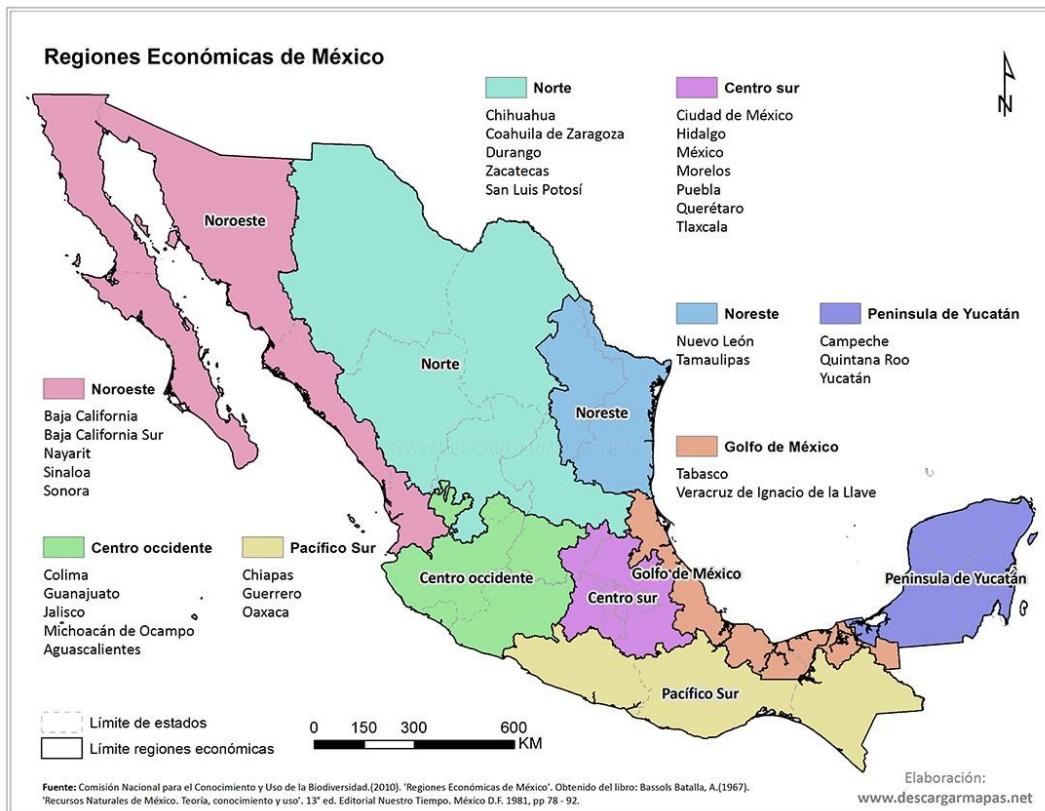 Regiones Económicas de México
N
Norte
Chihuahua
Coahuila de Zaragoza
Durango
Zacatecas
San Luis Potosí
Centro sur
Ciudad de México
Hidalgo
México
Morelos
Puebla
Querétaro
Tlaxcala
Noreste
Nuevo León
Tamaulipas
Peninsula de Yucatán
Campeche
Quintana Roo
Yucatán
Golfo de México
Tabasco
Veracruz de Ignacio de la Llave
Noroeste
Baja California
Baja California Sur
Nayarit
Sinaloa
Sonora
Centro occidente
Colima
Guanajuato
Jalisco
Michoacán de Ocampo
Aguascalientes
Pacífico Sur
Chiapas
Guerrero
Oaxaca
Noroeste
Norte
Noreste
WWW.DESCARGARMAPAS.NET
Centro occidente
Golfo de México
Centro sur
Peninsula de Yucatán
Pacífico Sur
Límite de estados
Límite regiones económicas
0 150 300 600
KM
Fuente: Comisión Nacional para el Conocimiento y Uso de la Biodiversidad.(2010). 'Regiones Económicas de México'. Obtenido del libro: Bassols Batalla, A.(1967).
'Recursos Naturales de México. Teoría, conocimiento y uso'. 13° ed. Editorial Nuestro Tiempo. México D.F. 1981, pp 78 - 92.
Elaboración:
www.descargarmapas.net